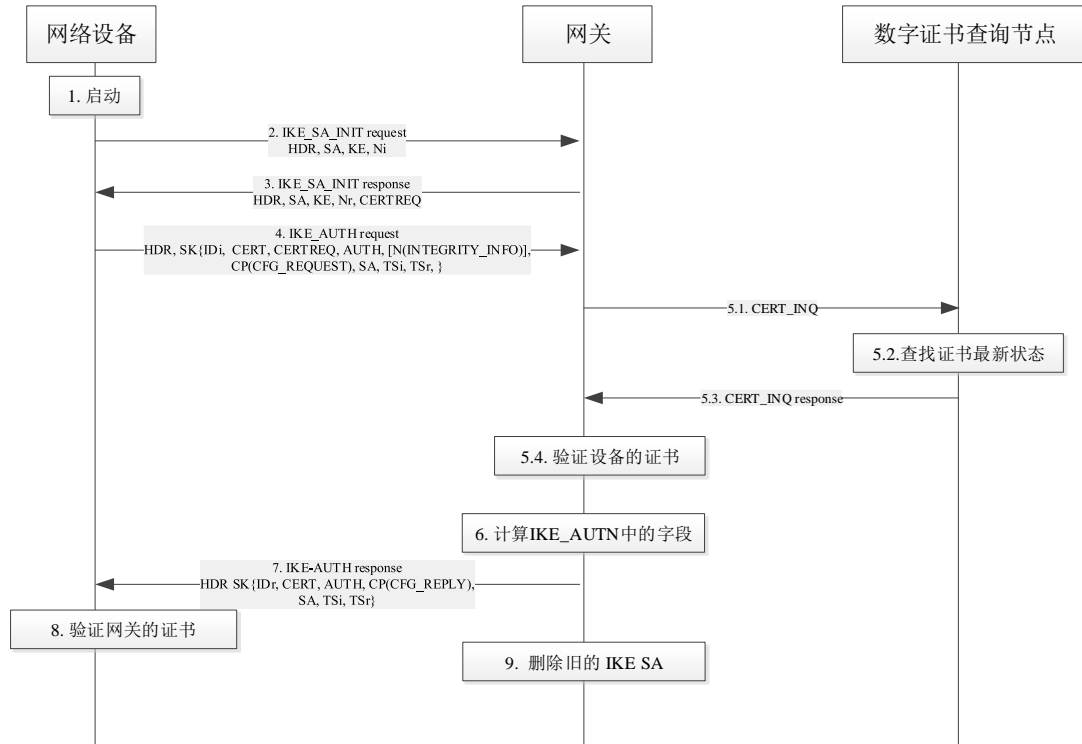 网络设备
网关
数字证书查询节点
1. 启动
2. IKE_SA_INIT request
HDR, SA, KE, Ni
3. IKE_SA_INIT response
HDR, SA, KE, Nr, CERTREQ
4. IKE_AUTH request
HDR, SK{IDi, CERT, CERTREQ, AUTH, [N(INTEGRITY_INFO)],
CP(CFG_REQUEST), SA, TSi, TSr, }
5.1. CERT_INQ
5.2.查找证书最新状态
5.3. CERT_INQ response
5.4. 验证设备的证书
6. 计算IKE_AUTN中的字段
7. IKE-AUTH response
HDR SK{IDr, CERT, AUTH, CP(CFG_REPLY),
SA, TSi, TSr}
8. 验证网关的证书
9. 删除旧的 IKE SA